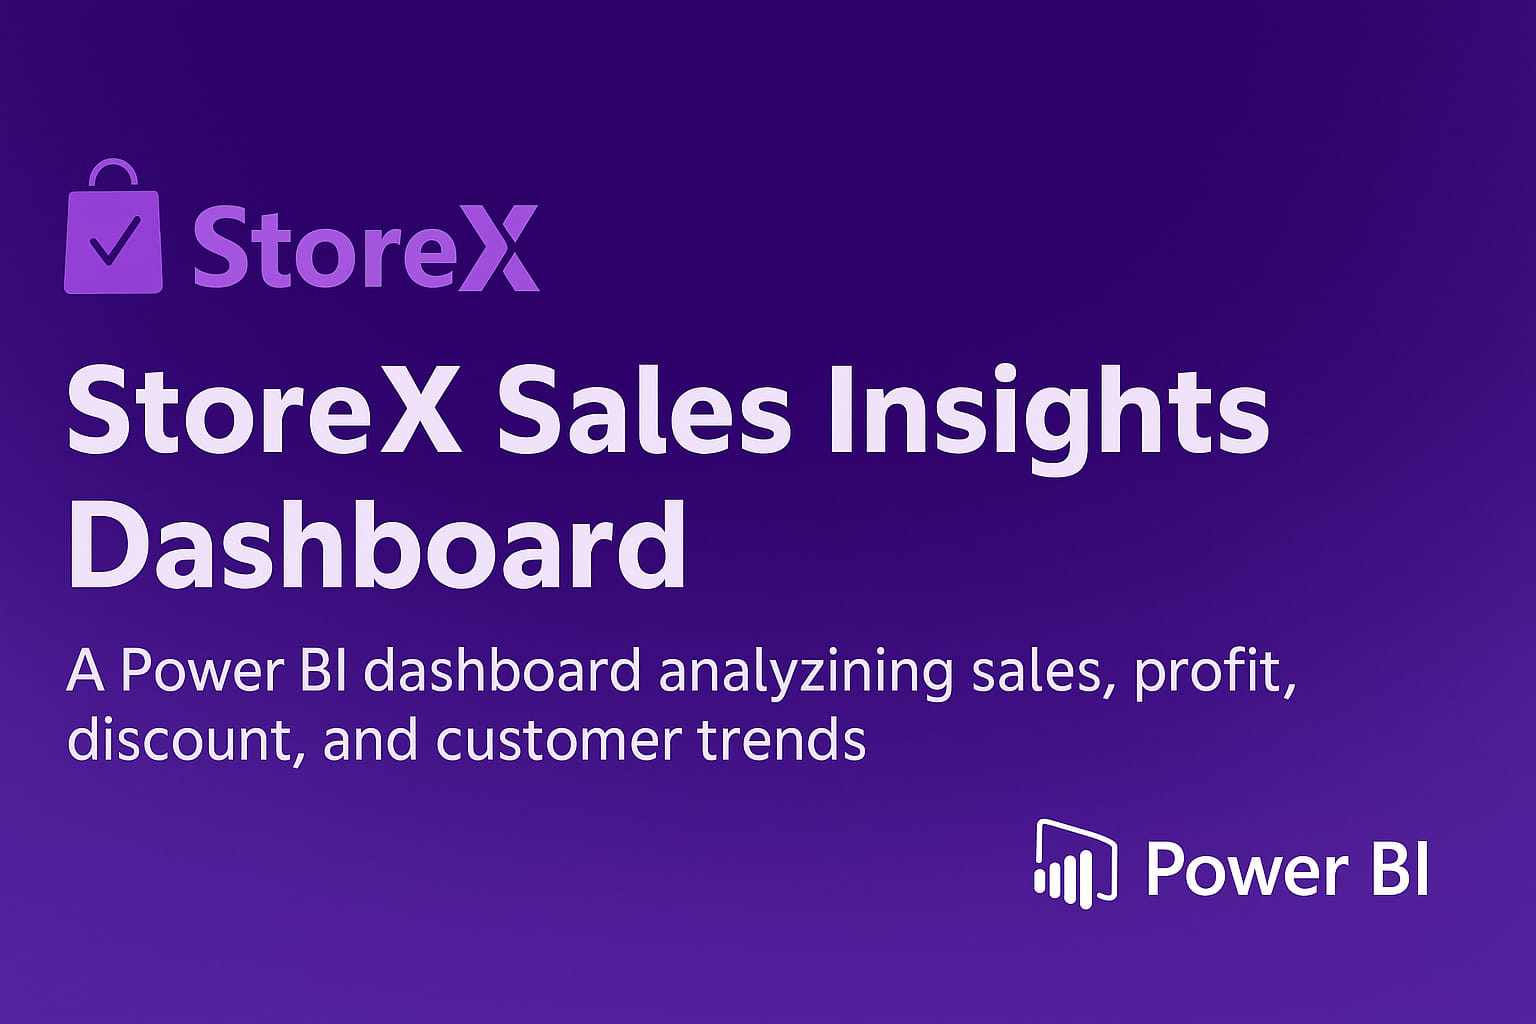 StoreX
StoreX Sales Insights
Dashboard
A Power BI dashboard analyzining sales, profit,
discount, and customer trends
Power BI